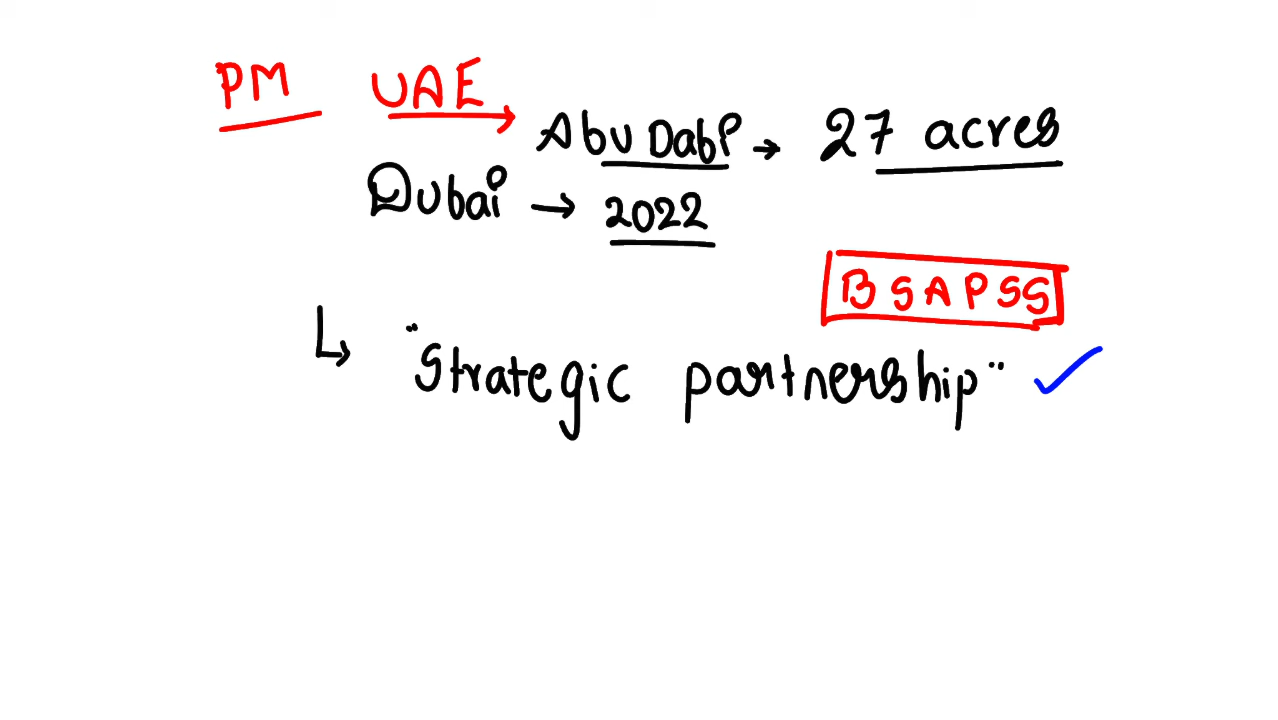 PM UAE → Abu Dabi → 27 acres
Dubai → 2022
BSAPSS
↳ "Strategic partnership" ✓